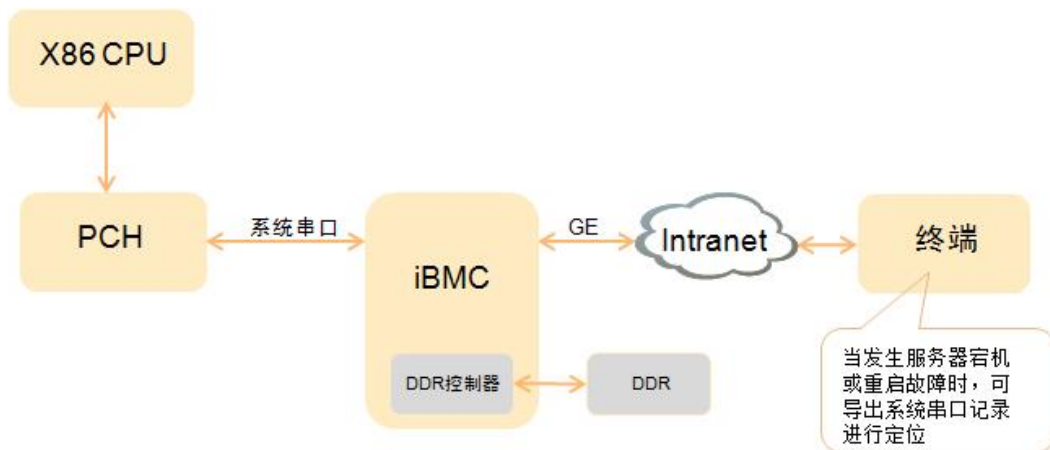 X86 CPU
PCH
系统串口
iBMC
GE
Intranet
终端
DDR控制器
DDR
当发生服务器宕机
或重启故障时，可
导出系统串口记录
进行定位